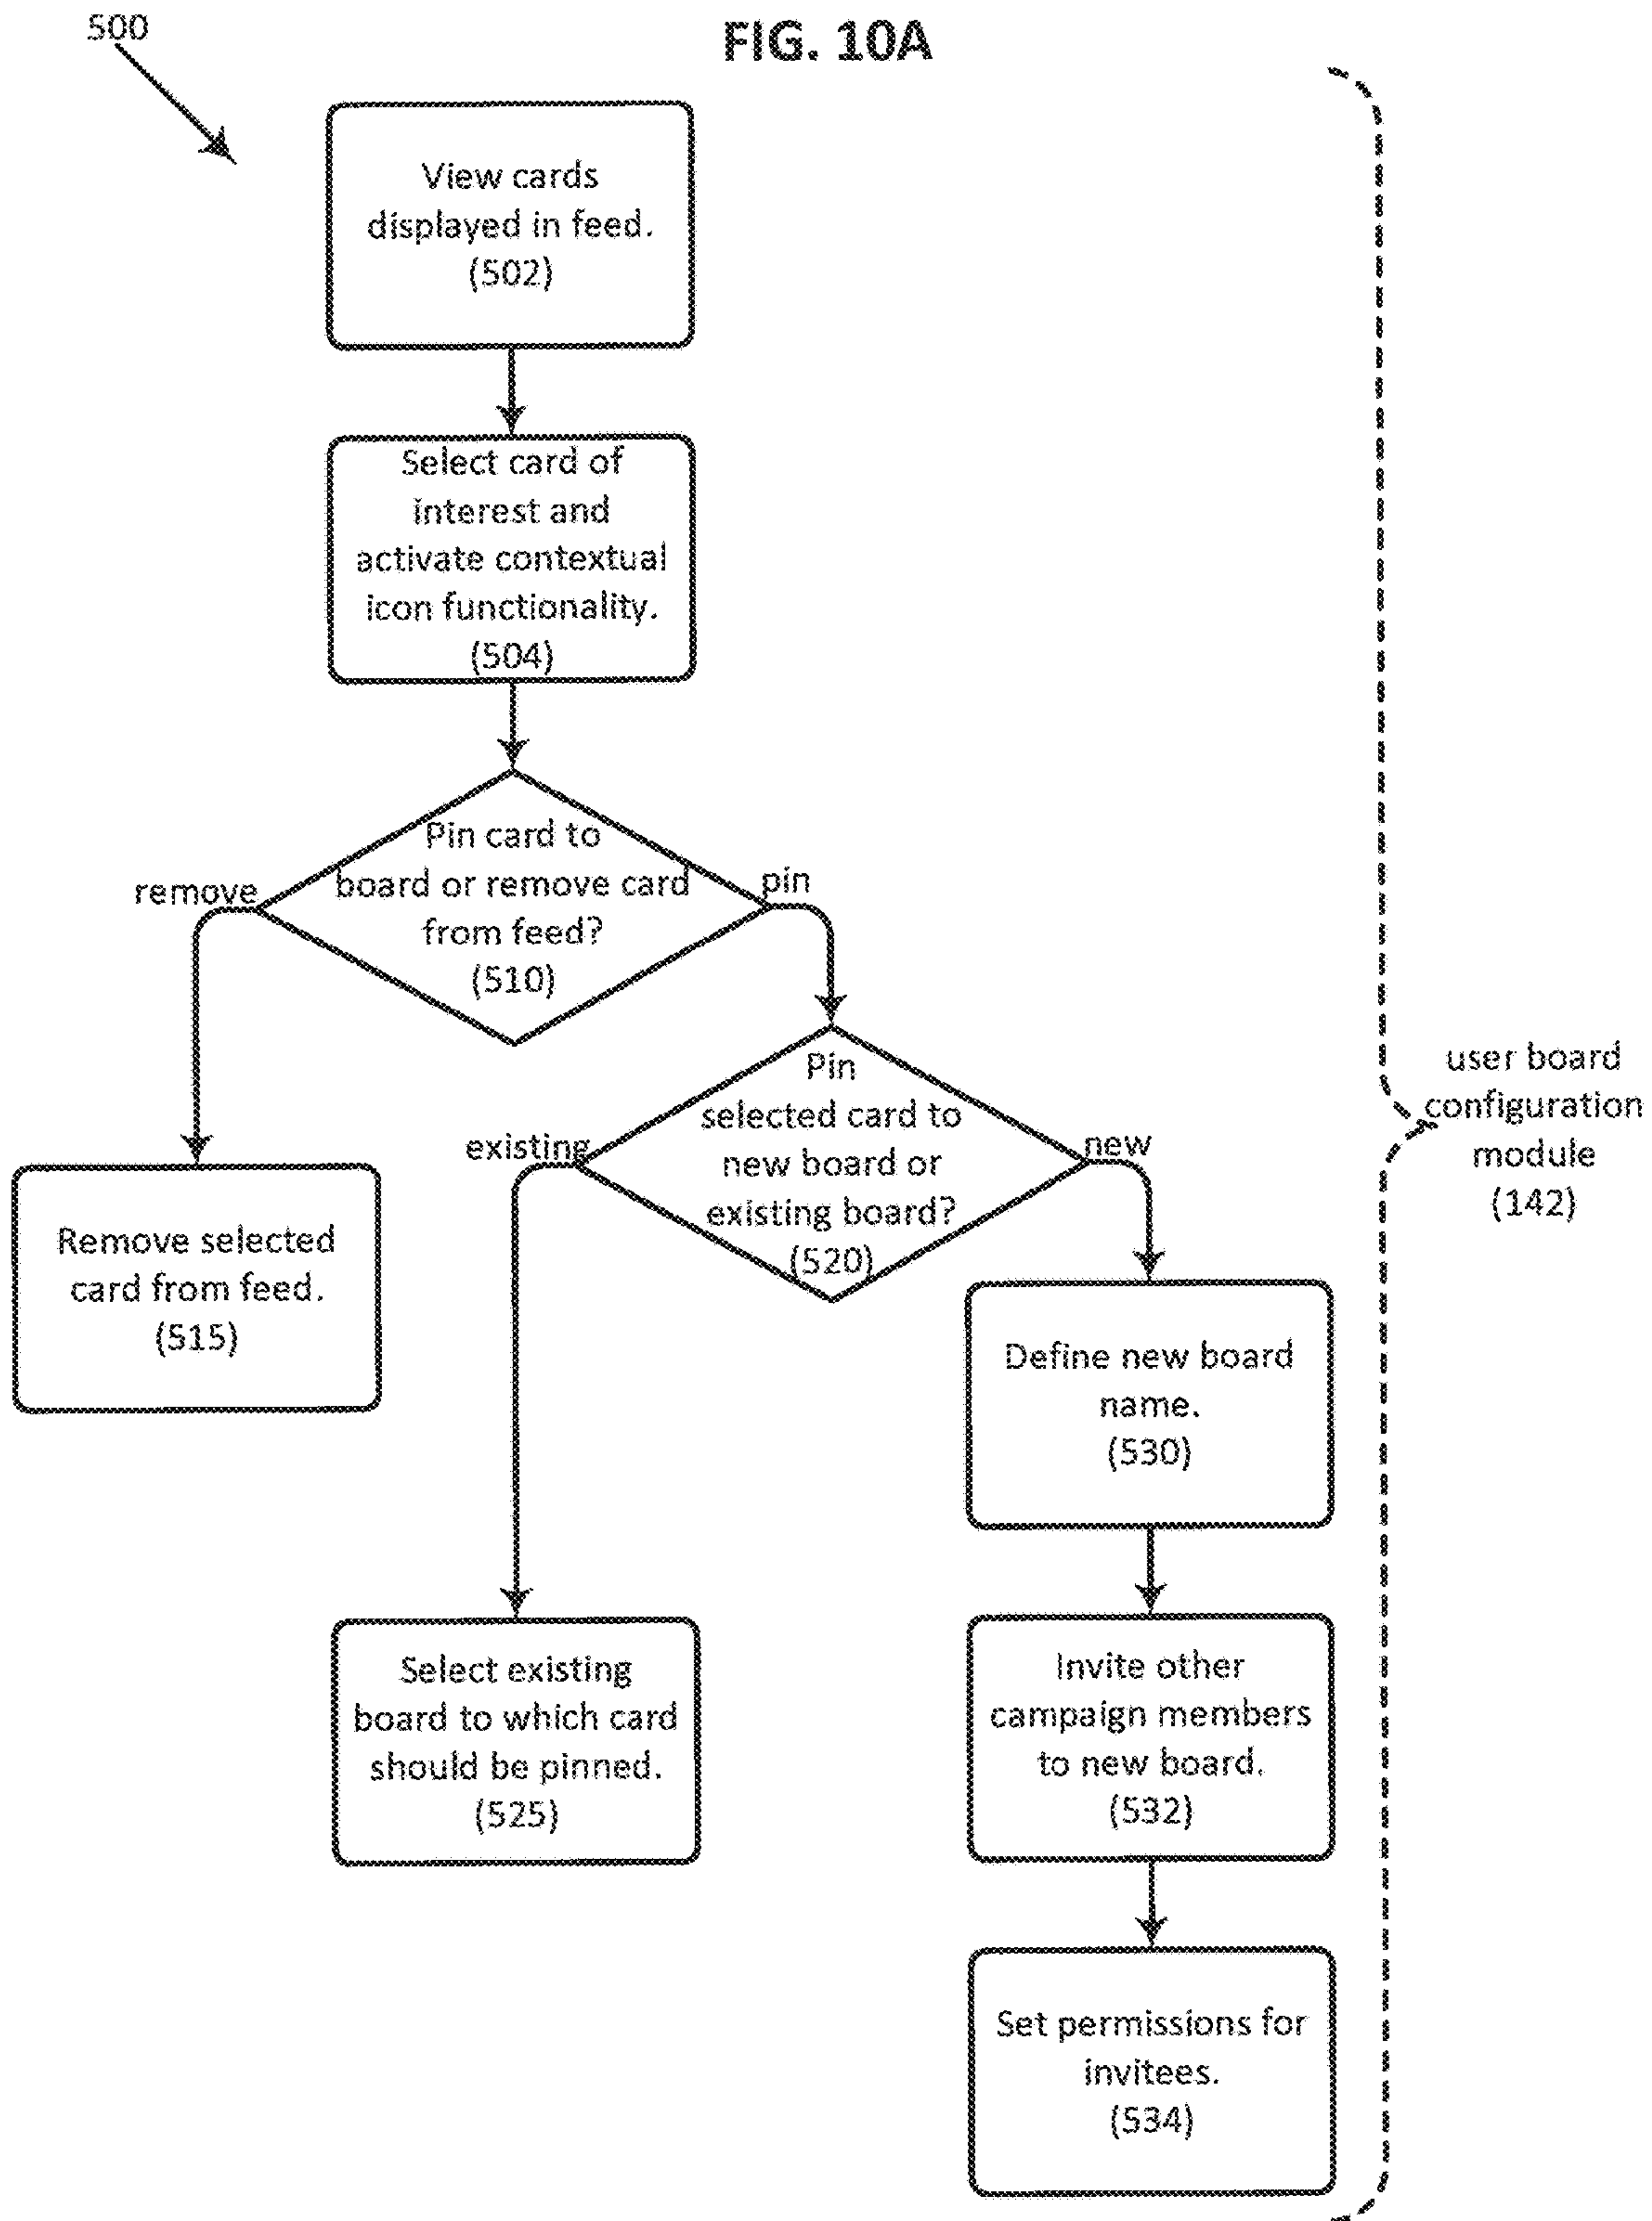 500
FIG. 10A
View cards
displayed in feed.
(502)
Select card of
interest and
activate contextual
icon functionality.
(504)
Pin card to
board or remove card
from feed?
(510)
remove
pin
Pin
selected card to
new board or
existing board?
(520)
existing
new
user board
configuration
module
(142)
Remove selected
card from feed.
(515)
Define new board
name.
(530)
Select existing
board to which card
should be pinned.
(525)
Invite other
campaign members
to new board.
(532)
Set permissions for
invitees.
(534)